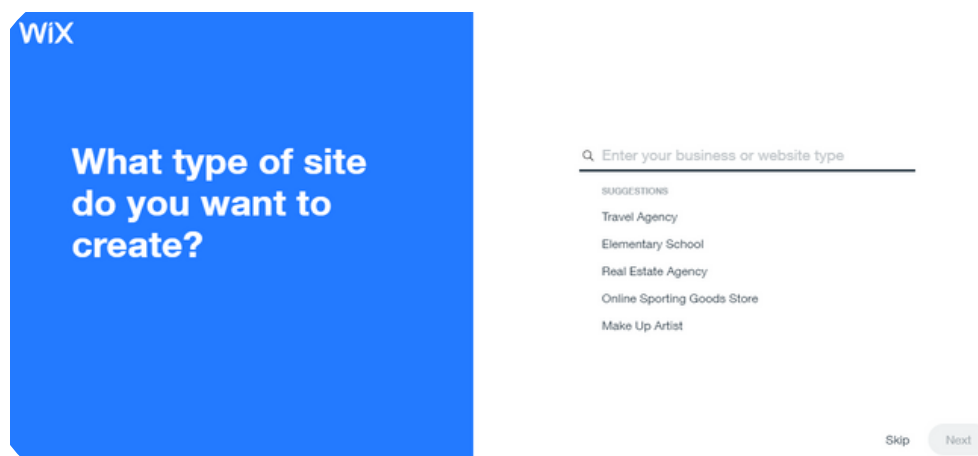 WiX
What type of site
do you want to
create?
Enter your business or website type
SUGGESTIONS
Travel Agency
Elementary School
Real Estate Agency
Online Sporting Goods Store
Make Up Artist
Skip
Next